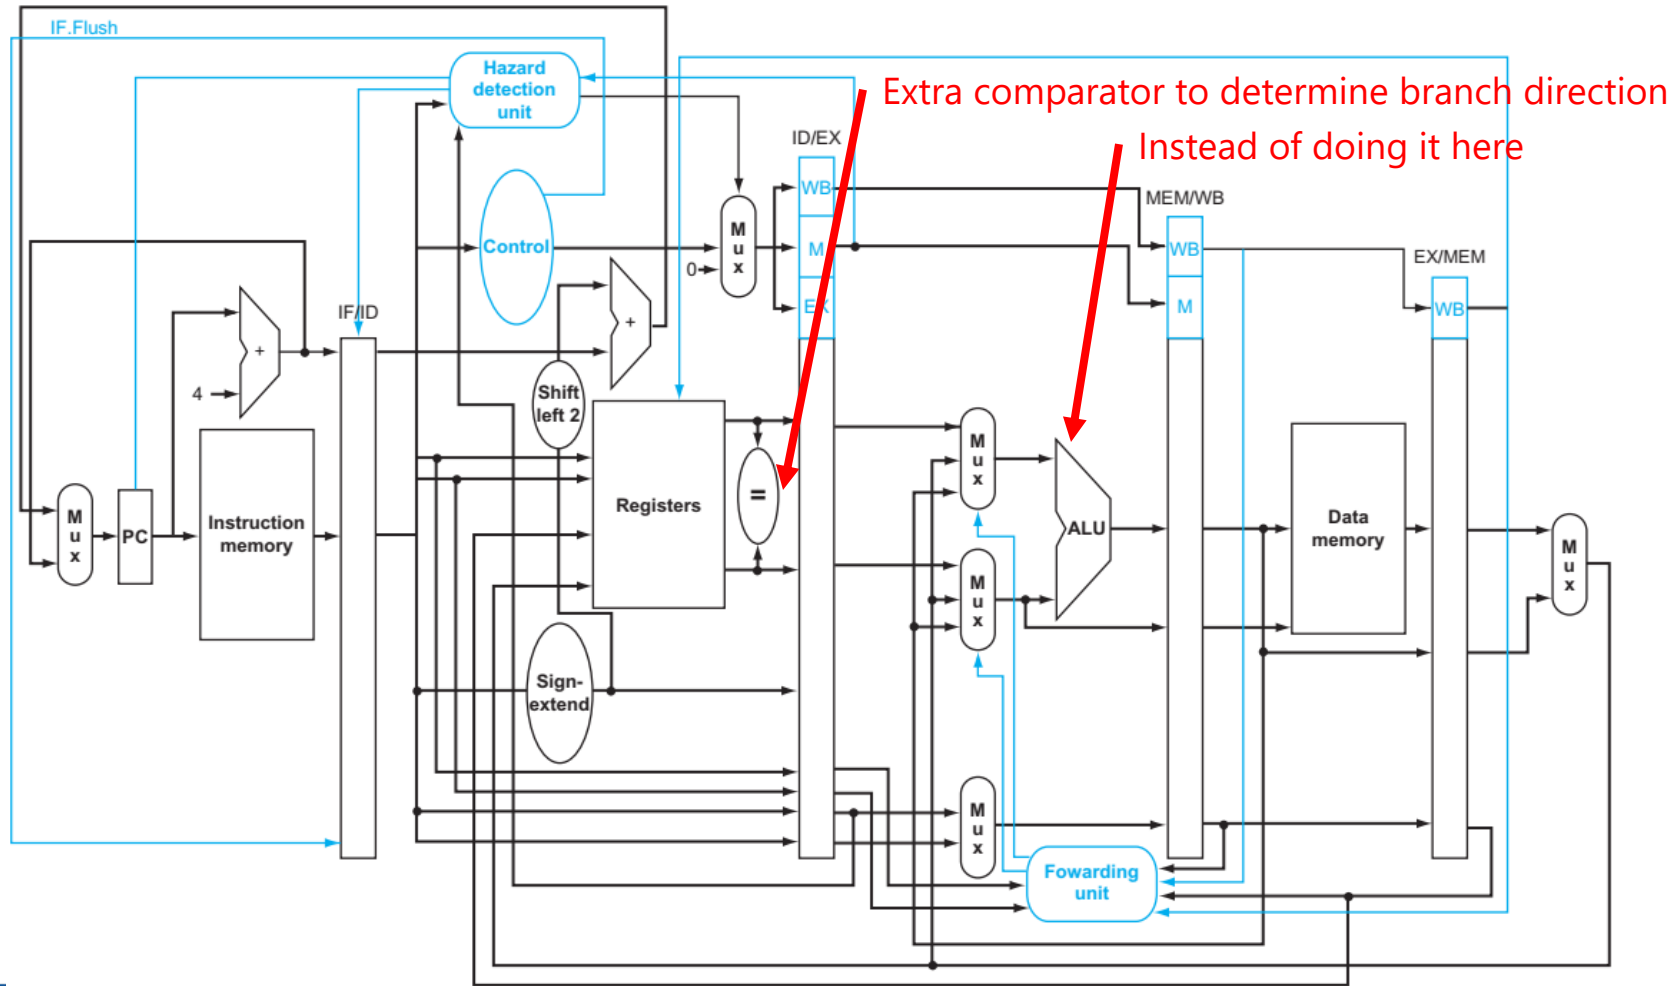 IF.Flush
Hazard
detection
unit
Extra comparator to determine branch direction
Instead of doing it here
ID/EX
WB
M
EX
MEM/WB
WB
M
EX/MEM
WB
Control
M
u
x
0
+
IF/ID
+
4
Shift
left 2
M
u
x
PC
Instruction
memory
Registers
=
M
u
x
M
u
x
ALU
Data
memory
M
u
x
Sign-
extend
M
u
x
Fowarding
unit